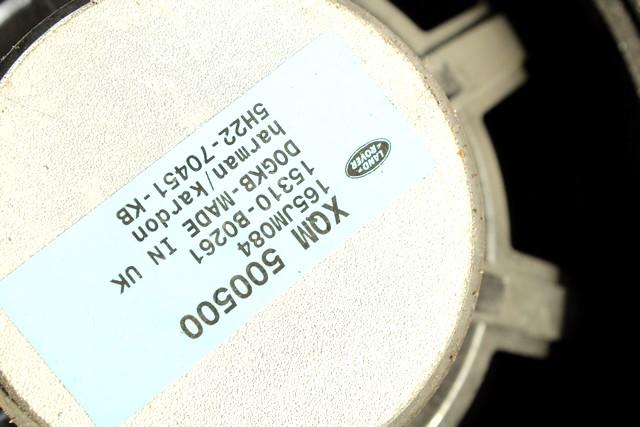 LAND-
-ROVER
XQM 500500
165JM084
15310-B0261
DOGKB-MADE IN UK
harman/kardon
5H22-70451-KB